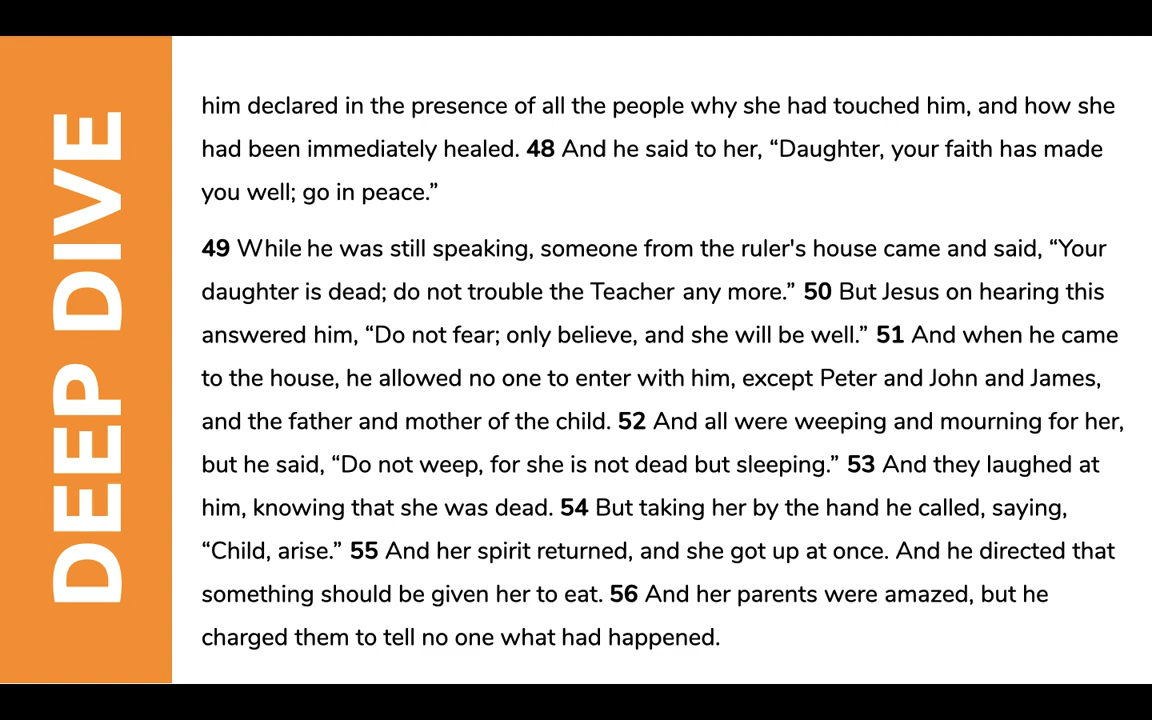 DEEP DIVE
him declared in the presence of all the people why she had touched him, and how she
had been immediately healed. 48 And he said to her, “Daughter, your faith has made
you well; go in peace.”
49 While he was still speaking, someone from the ruler's house came and said, “Your
daughter is dead; do not trouble the Teacher any more.” 50 But Jesus on hearing this
answered him, “Do not fear; only believe, and she will be well.” 51 And when he came
to the house, he allowed no one to enter with him, except Peter and John and James,
and the father and mother of the child. 52 And all were weeping and mourning for her,
but he said, “Do not weep, for she is not dead but sleeping.” 53 And they laughed at
him, knowing that she was dead. 54 But taking her by the hand he called, saying,
“Child, arise.” 55 And her spirit returned, and she got up at once. And he directed that
something should be given her to eat. 56 And her parents were amazed, but he
charged them to tell no one what had happened.